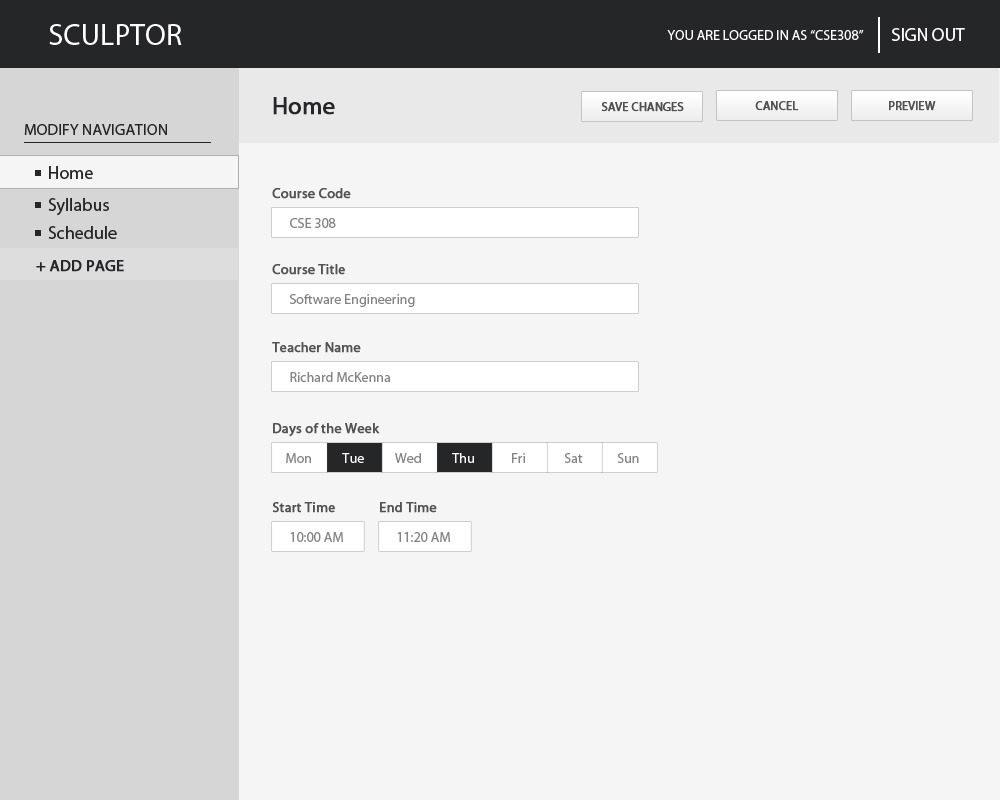 SCULPTOR
YOU ARE LOGGED IN AS “CSE308”
SIGN OUT
MODIFY NAVIGATION
Home
Syllabus
Schedule
+ ADD PAGE
Home
SAVE CHANGES
CANCEL
PREVIEW
Course Code
CSE 308
Course Title
Software Engineering
Teacher Name
Richard McKenna
Days of the Week
Mon Tue Wed Thu Fri Sat Sun
Start Time End Time
10:00 AM 11:20 AM